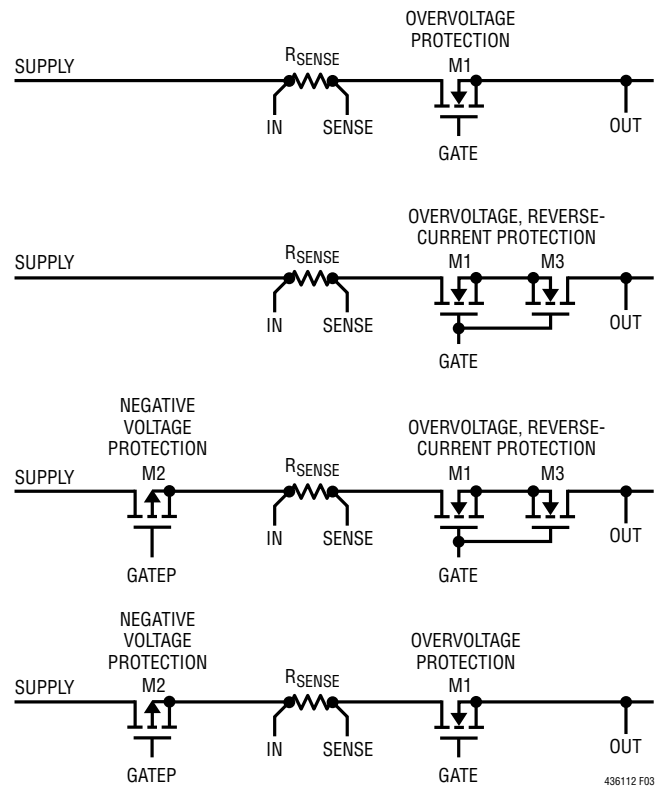 OVERVOLTAGE
PROTECTION
SUPPLY
RSENSE
M1
IN
SENSE
GATE
OUT
OVERVOLTAGE, REVERSE-
CURRENT PROTECTION
SUPPLY
RSENSE
M1
M3
IN
SENSE
GATE
OUT
NEGATIVE
VOLTAGE
PROTECTION
OVERVOLTAGE, REVERSE-
CURRENT PROTECTION
SUPPLY
M2
RSENSE
M1
M3
IN
SENSE
OUT
GATEP
GATE
NEGATIVE
VOLTAGE
PROTECTION
OVERVOLTAGE
PROTECTION
SUPPLY
M2
RSENSE
M1
IN
SENSE
OUT
GATEP
GATE
436112 F03